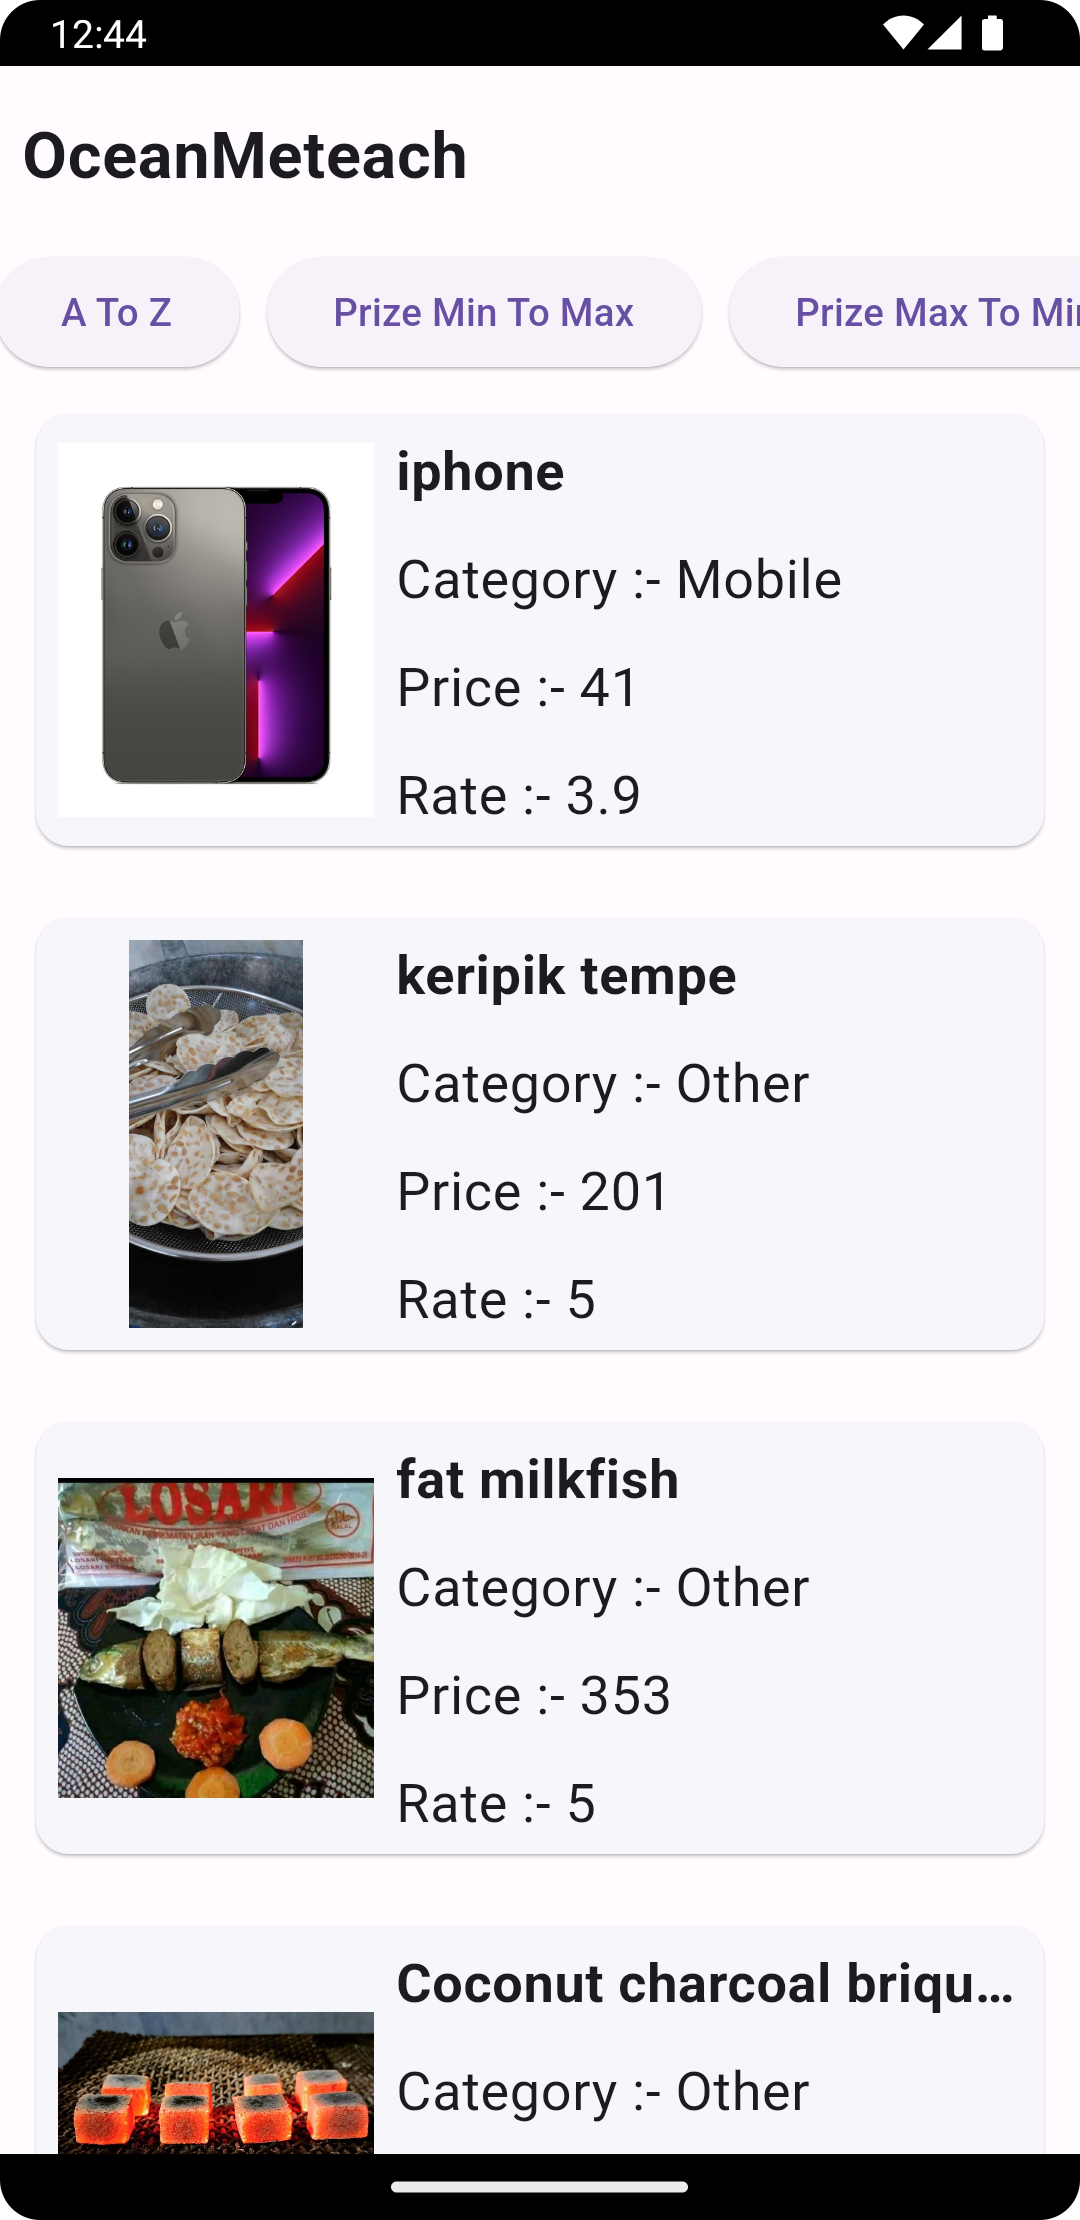 12:44
OceanMeteach
A To Z
Prize Min To Max
Prize Max To Min
iphone
Category :- Mobile
Price :- 41
Rate :- 3.9
keripik tempe
Category :- Other
Price :- 201
Rate :- 5
LOSARI
HALAL
fat milkfish
Category :- Other
Price :- 353
Rate :- 5
Coconut charcoal briqu...
Category :- Other